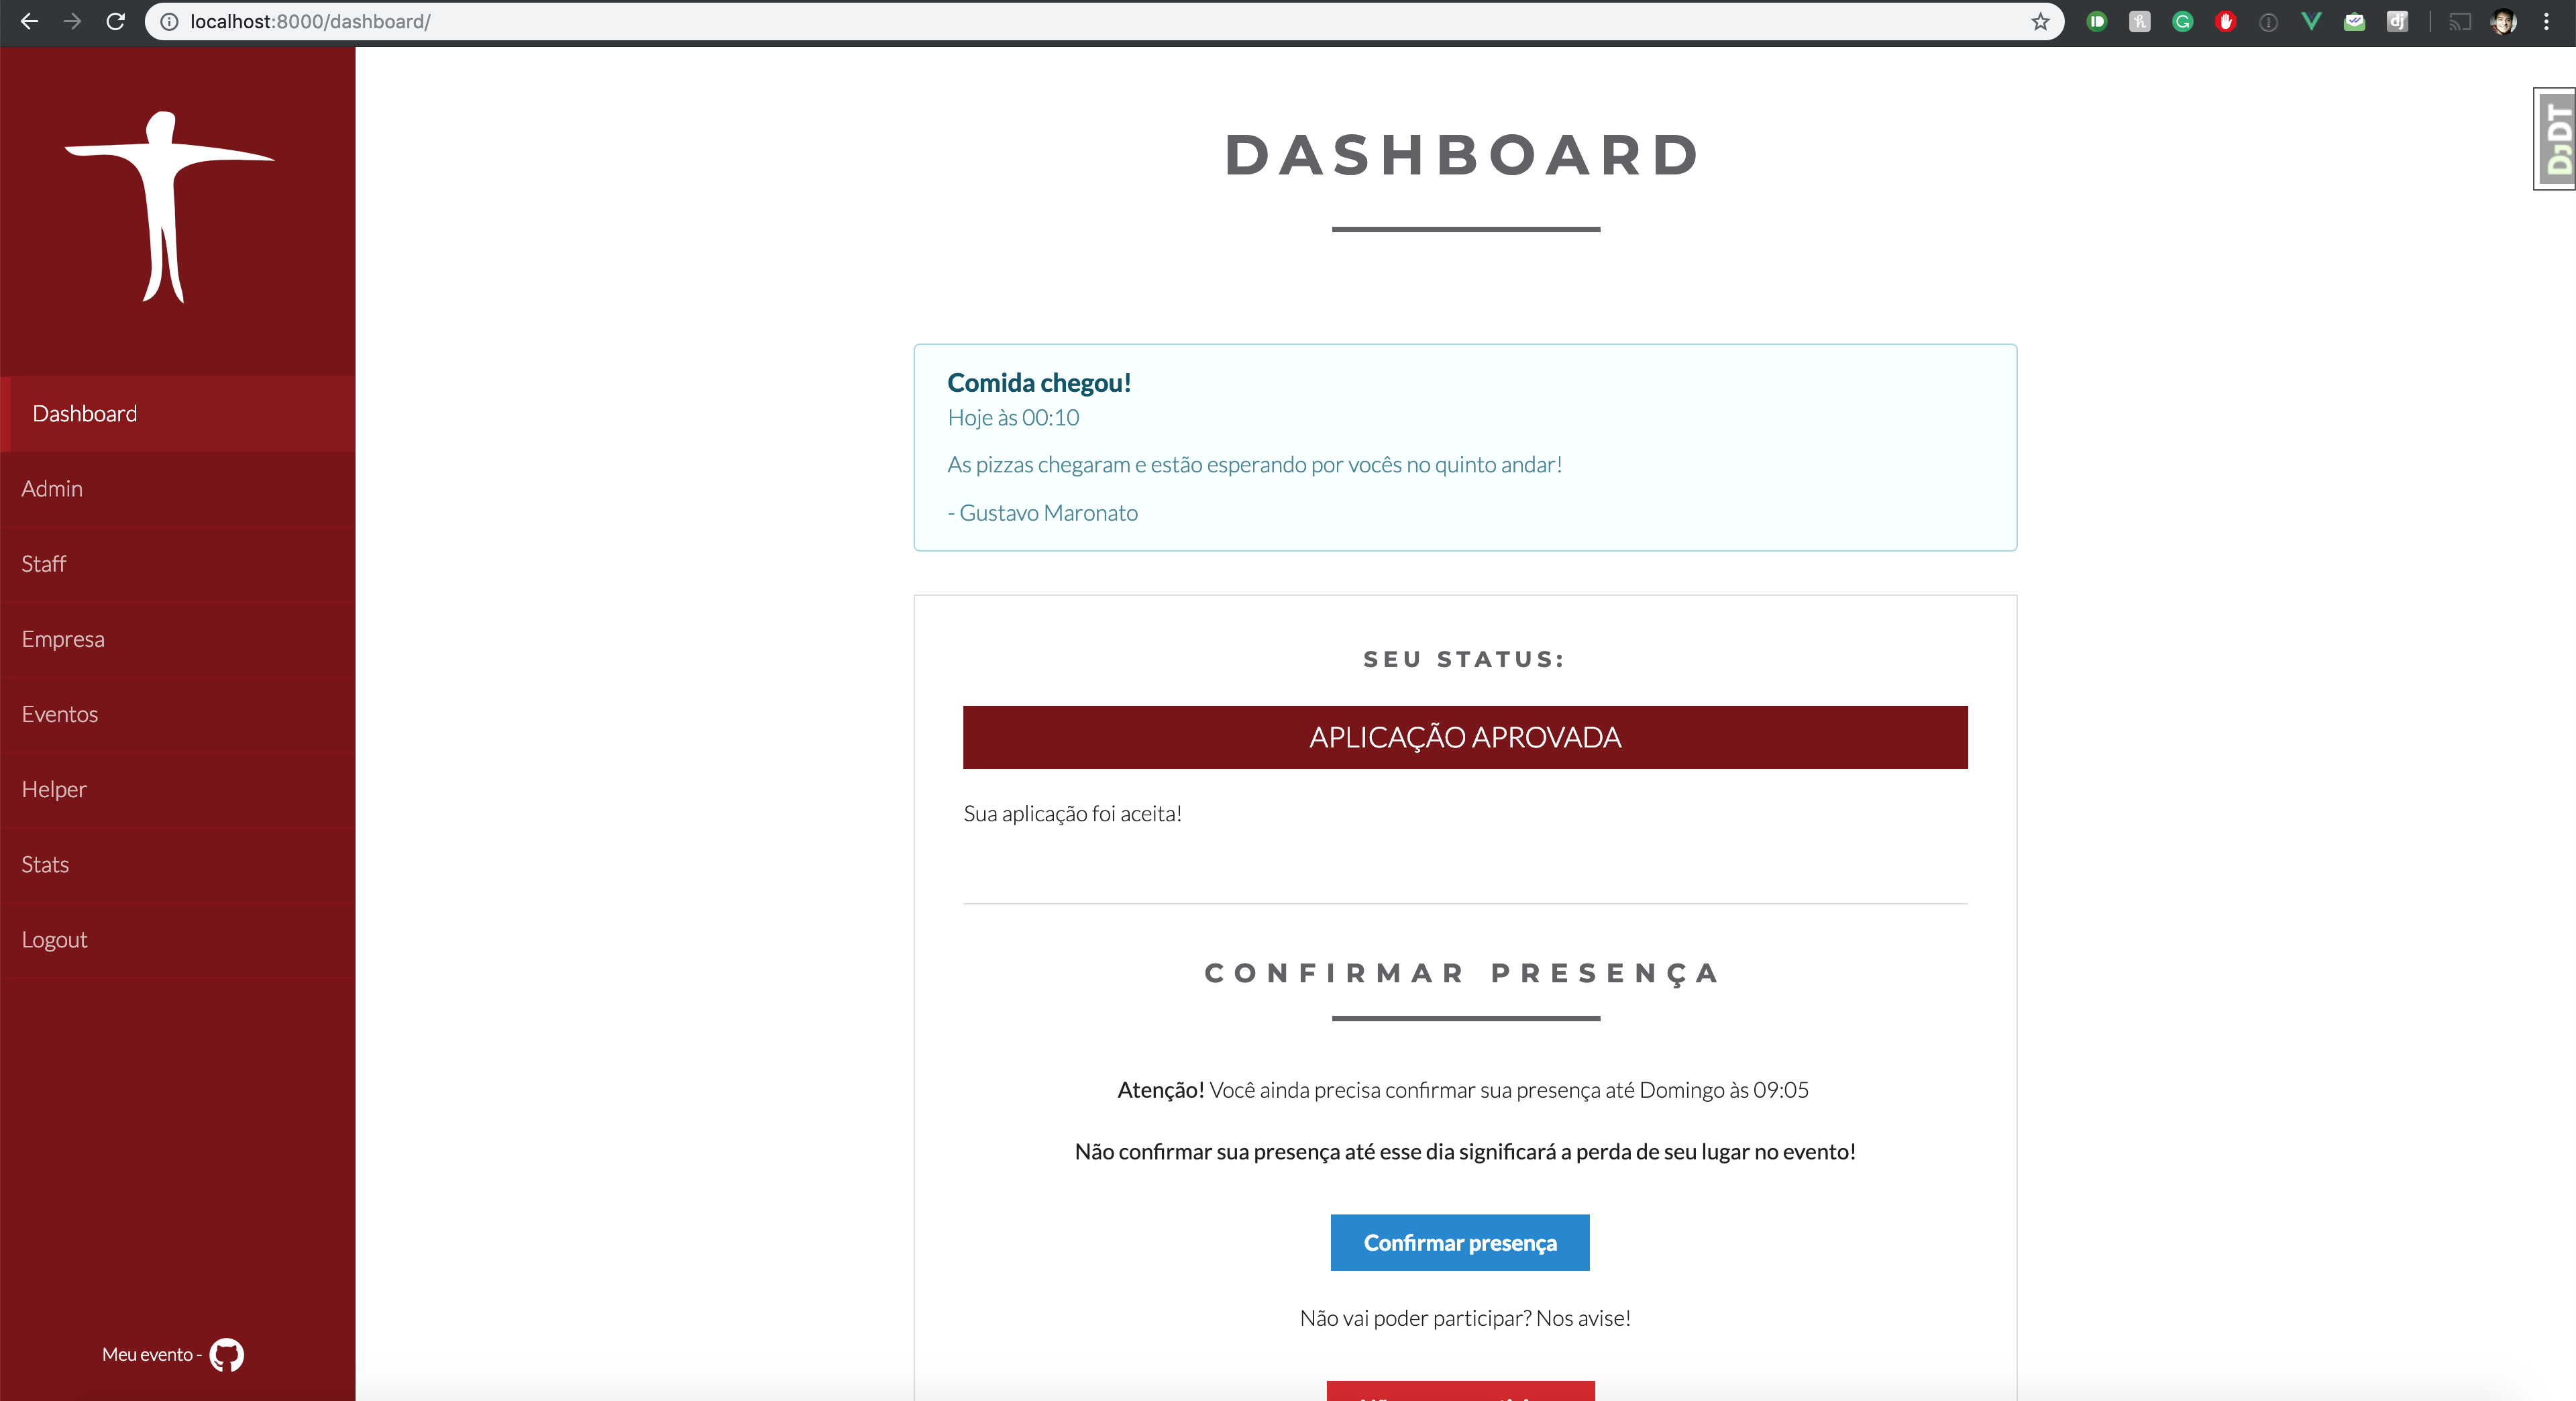 localhost:8000/dashboard/
DjDT
Dashboard
Admin
Staff
Empresa
Eventos
Helper
Stats
Logout
Meu evento -
DASHBOARD
Comida chegou!
Hoje às 00:10
As pizzas chegaram e estão esperando por vocês no quinto andar!
- Gustavo Maronato
SEU STATUS:
APLICAÇÃO APROVADA
Sua aplicação foi aceita!
CONFIRMAR PRESENÇA
Atenção! Você ainda precisa confirmar sua presença até Domingo às 09:05
Não confirmar sua presença até esse dia significará a perda de seu lugar no evento!
Confirmar presença
Não vai poder participar? Nos avise!